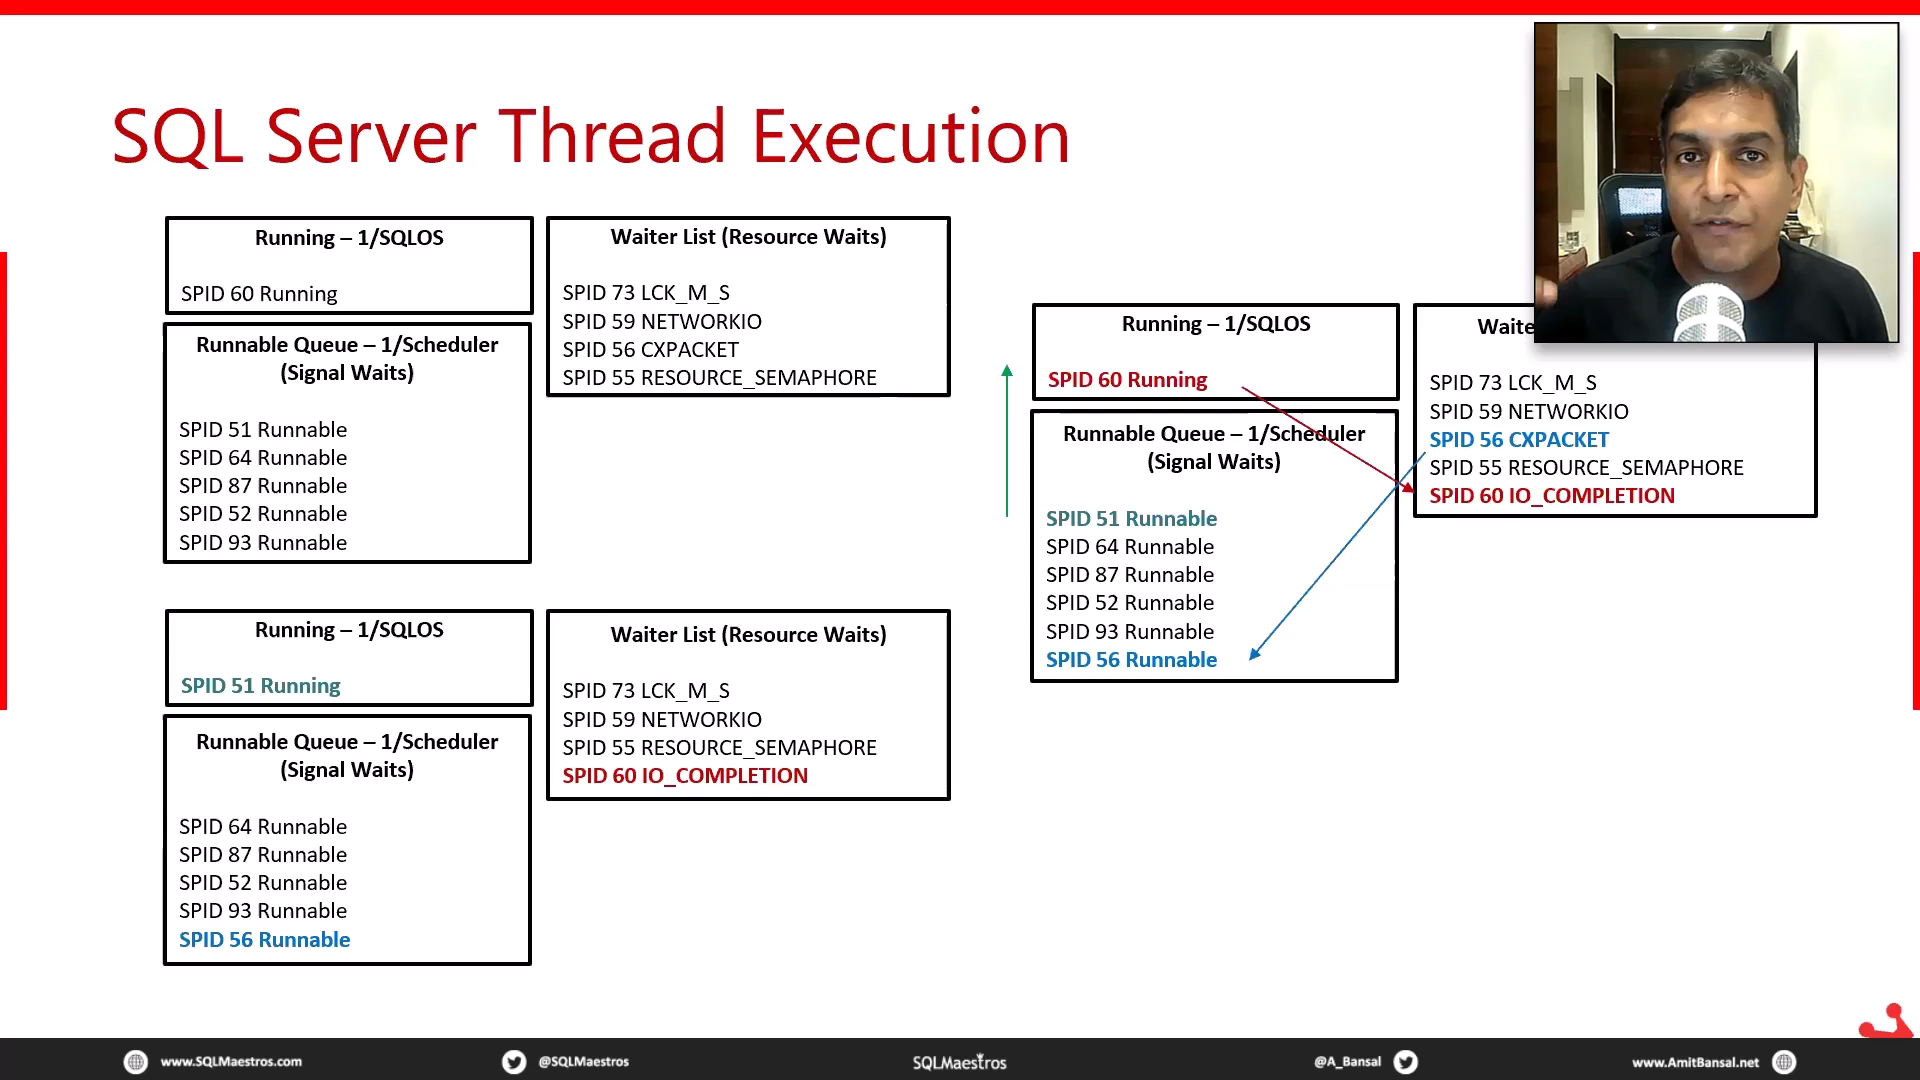 SQL Server Thread Execution
Running – 1/SQLOS
SPID 60 Running
Runnable Queue – 1/Scheduler
(Signal Waits)
SPID 51 Runnable
SPID 64 Runnable
SPID 87 Runnable
SPID 52 Runnable
SPID 93 Runnable
Waiter List (Resource Waits)
SPID 73 LCK_M_S
SPID 59 NETWORKIO
SPID 56 CXPACKET
SPID 55 RESOURCE_SEMAPHORE
Running – 1/SQLOS
SPID 60 Running
Runnable Queue – 1/Scheduler
(Signal Waits)
SPID 51 Runnable
SPID 64 Runnable
SPID 87 Runnable
SPID 52 Runnable
SPID 93 Runnable
SPID 56 Runnable
SPID 73 LCK_M_S
SPID 59 NETWORKIO
SPID 56 CXPACKET
SPID 55 RESOURCE_SEMAPHORE
SPID 60 IO_COMPLETION
Running – 1/SQLOS
SPID 51 Running
Runnable Queue – 1/Scheduler
(Signal Waits)
SPID 64 Runnable
SPID 87 Runnable
SPID 52 Runnable
SPID 93 Runnable
SPID 56 Runnable
Waiter List (Resource Waits)
SPID 73 LCK_M_S
SPID 59 NETWORKIO
SPID 55 RESOURCE_SEMAPHORE
SPID 60 IO_COMPLETION
www.SQLMaestros.com
@SQLMaestros
SQLMaestros
@A_Bansal
www.AmitBansal.net